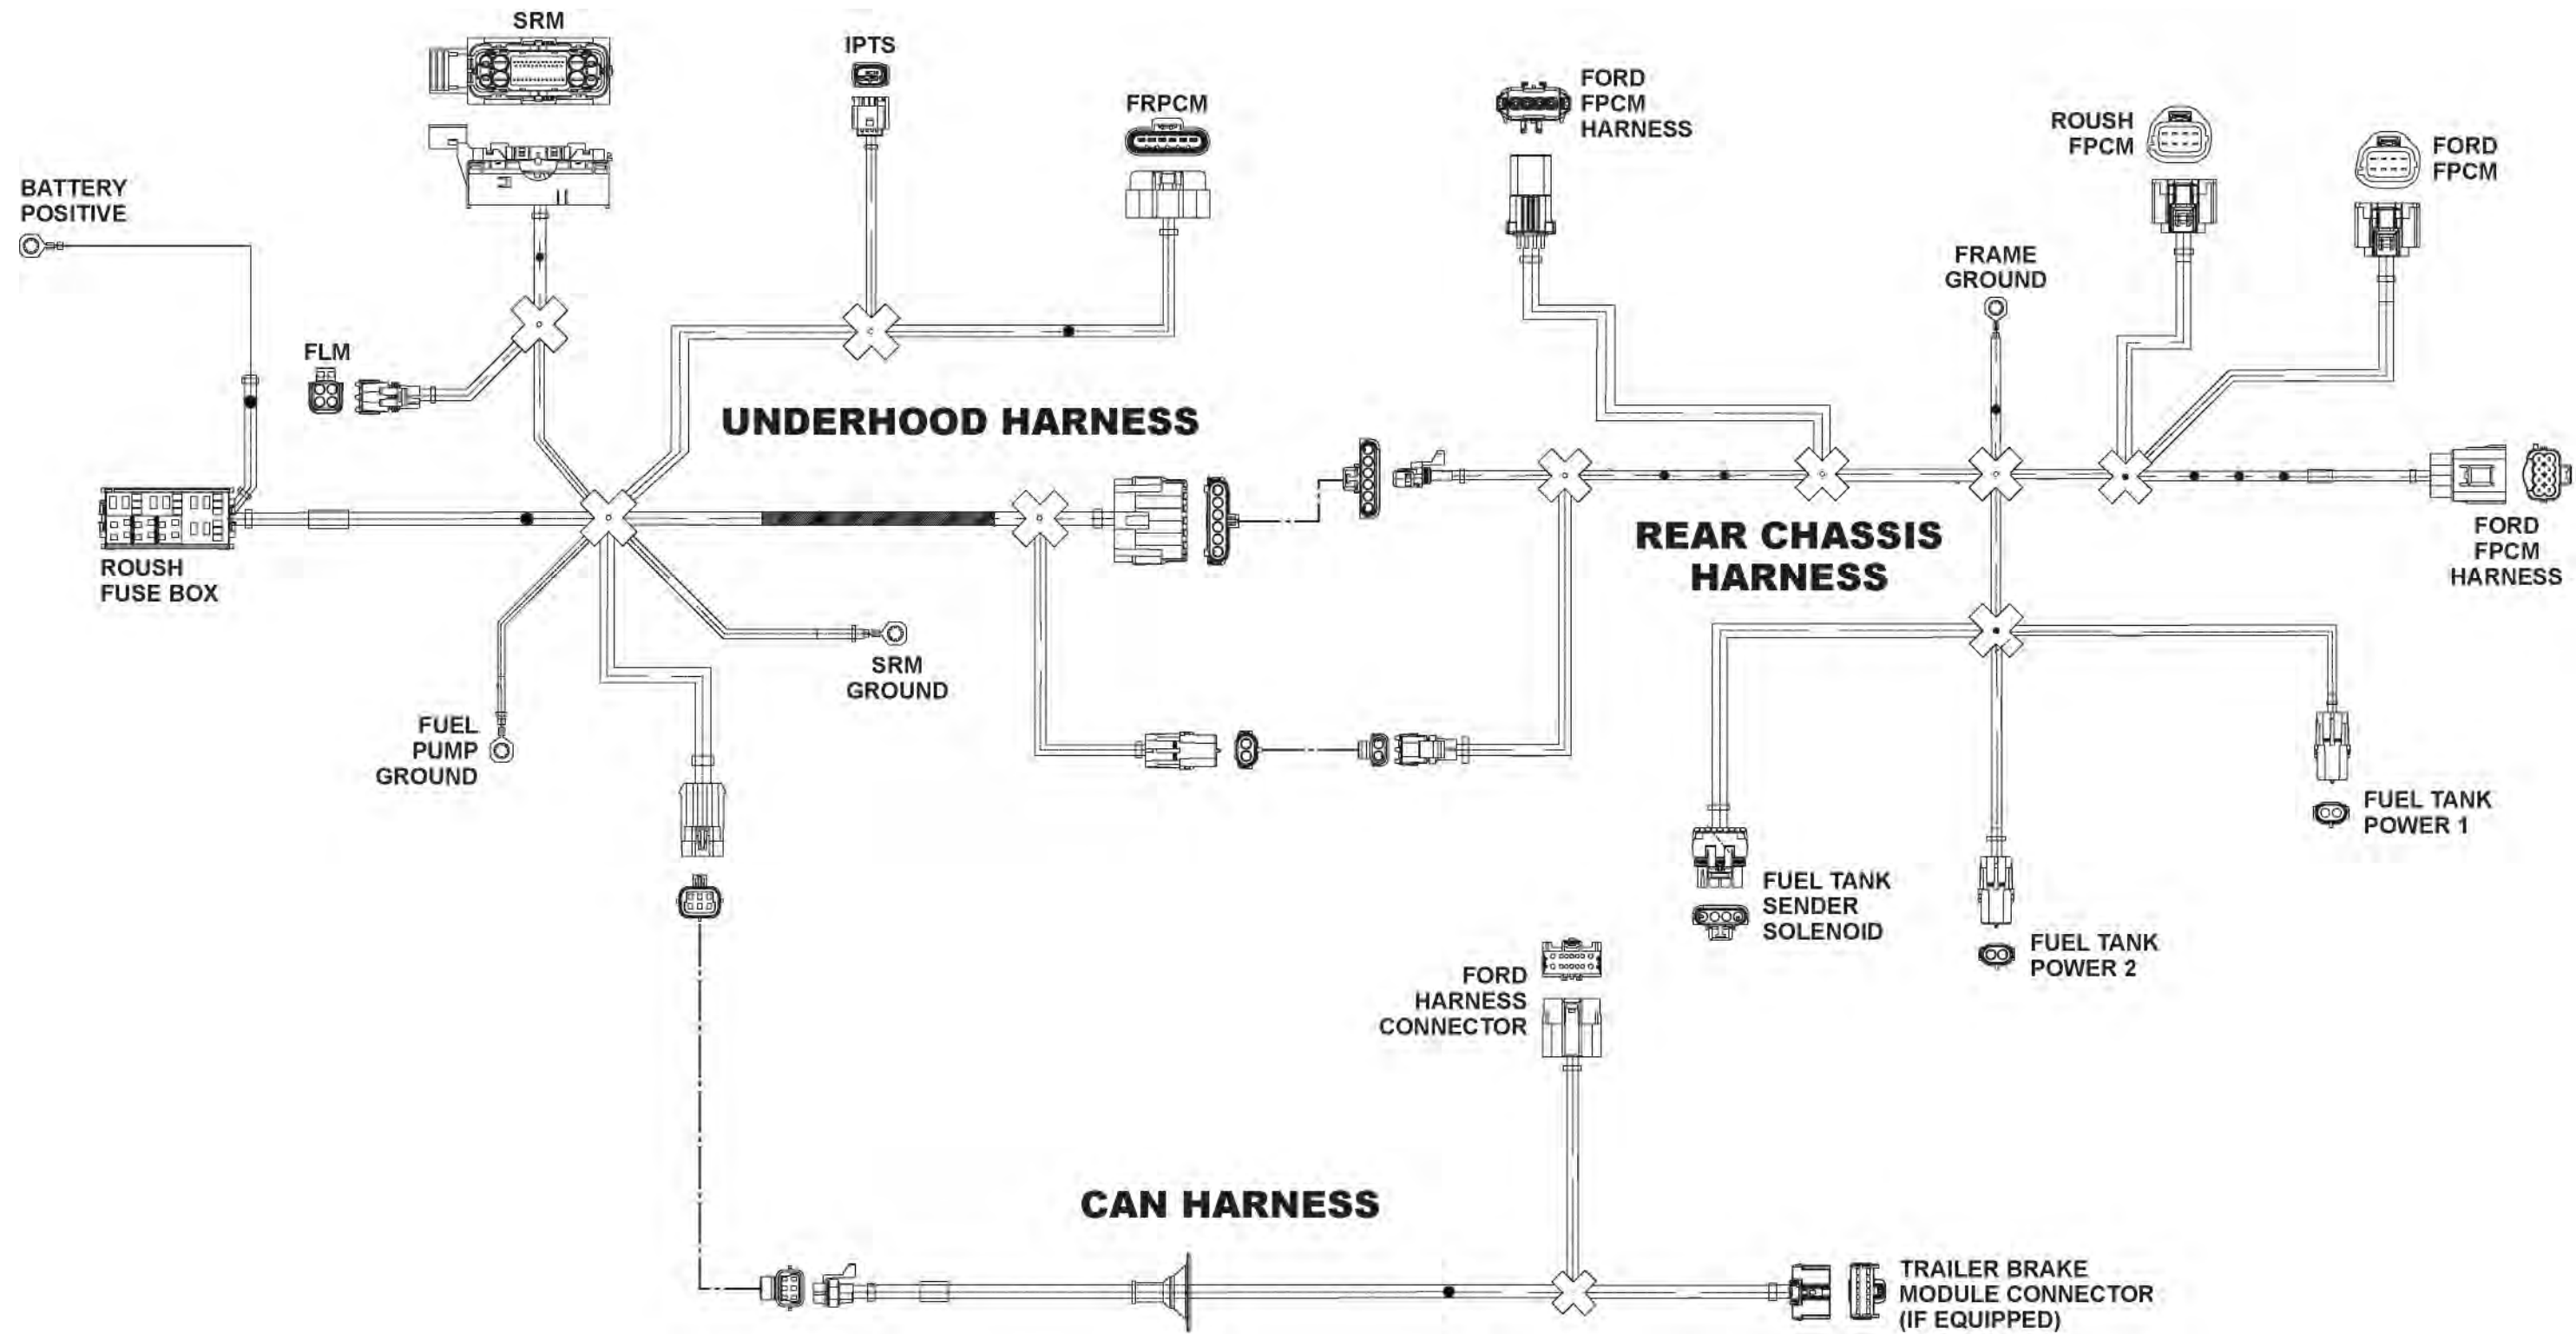 SRM
IPTS
FRPCM
FORD
FPCM
HARNESS
ROUSH
FPCM
FORD
FPCM
BATTERY
POSITIVE
FRAME
GROUND
FLM
UNDERHOOD HARNESS
REAR CHASSIS
HARNESS
FORD
FPCM
HARNESS
ROUSH
FUSE BOX
SRM
GROUND
FUEL
PUMP
GROUND
FUEL TANK
POWER 1
FUEL TANK
SENDER
SOLENOID
FUEL TANK
POWER 2
FORD
HARNESS
CONNECTOR
CAN HARNESS
TRAILER BRAKE
MODULE CONNECTOR
(IF EQUIPPED)